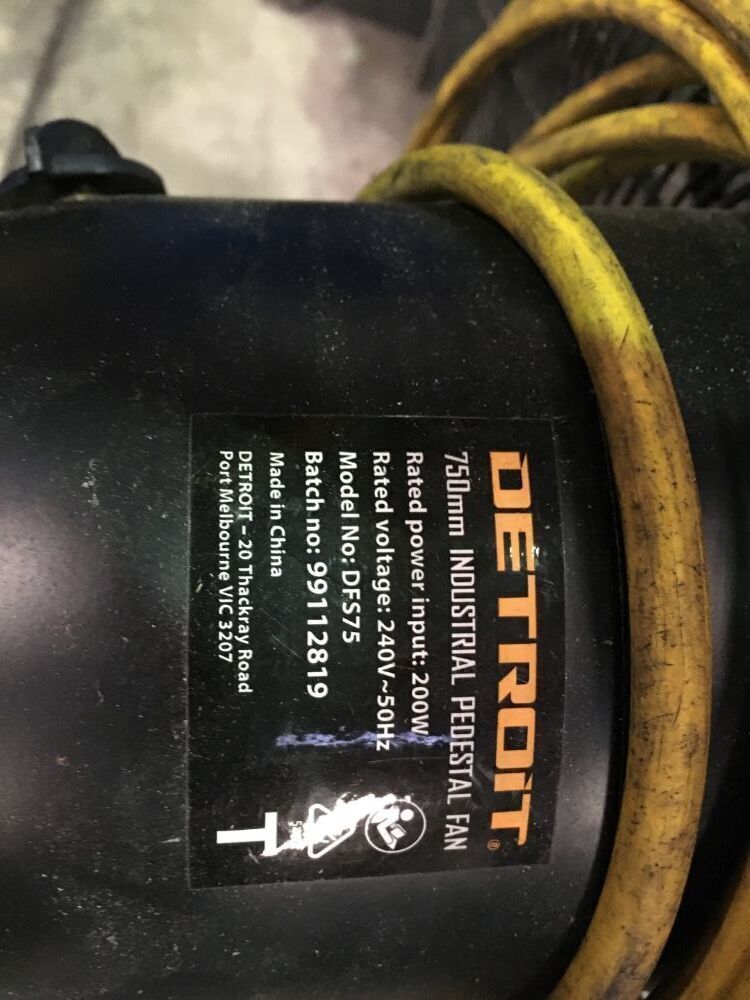 DETROIT®
750mm INDUSTRIAL PEDESTAL FAN
Rated power input: 200W
Rated voltage: 240V~50Hz
Model No: DFS75
Batch no: 99112819
Made in China
DETROIT – 20 Thackray Road
Port Melbourne VIC 3207